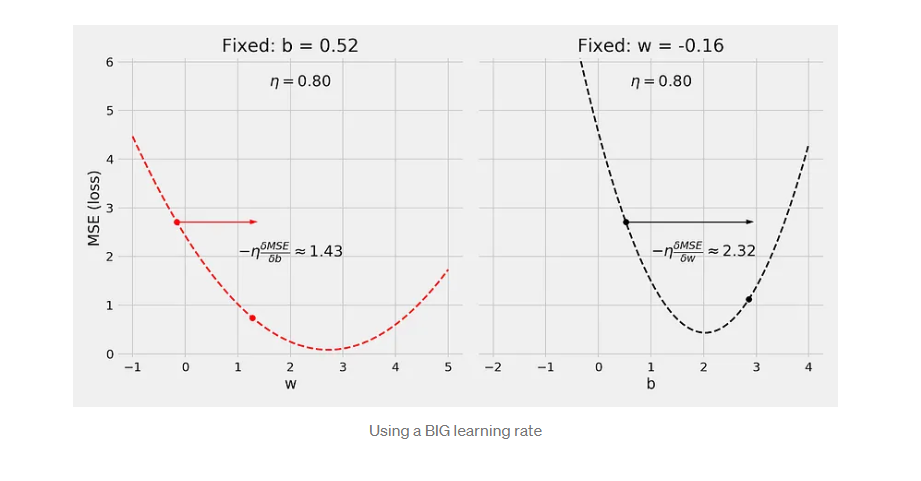 Fixed: b = 0.52
η = 0.80
6
5
4
3
2
1
0
MSE (loss)
−η δMSE/δb ≈ 1.43
−1 0 1 2 3 4 5
w
Fixed: w = -0.16
η = 0.80
−η δMSE/δw ≈ 2.32
−2 −1 0 1 2 3 4
b
Using a BIG learning rate